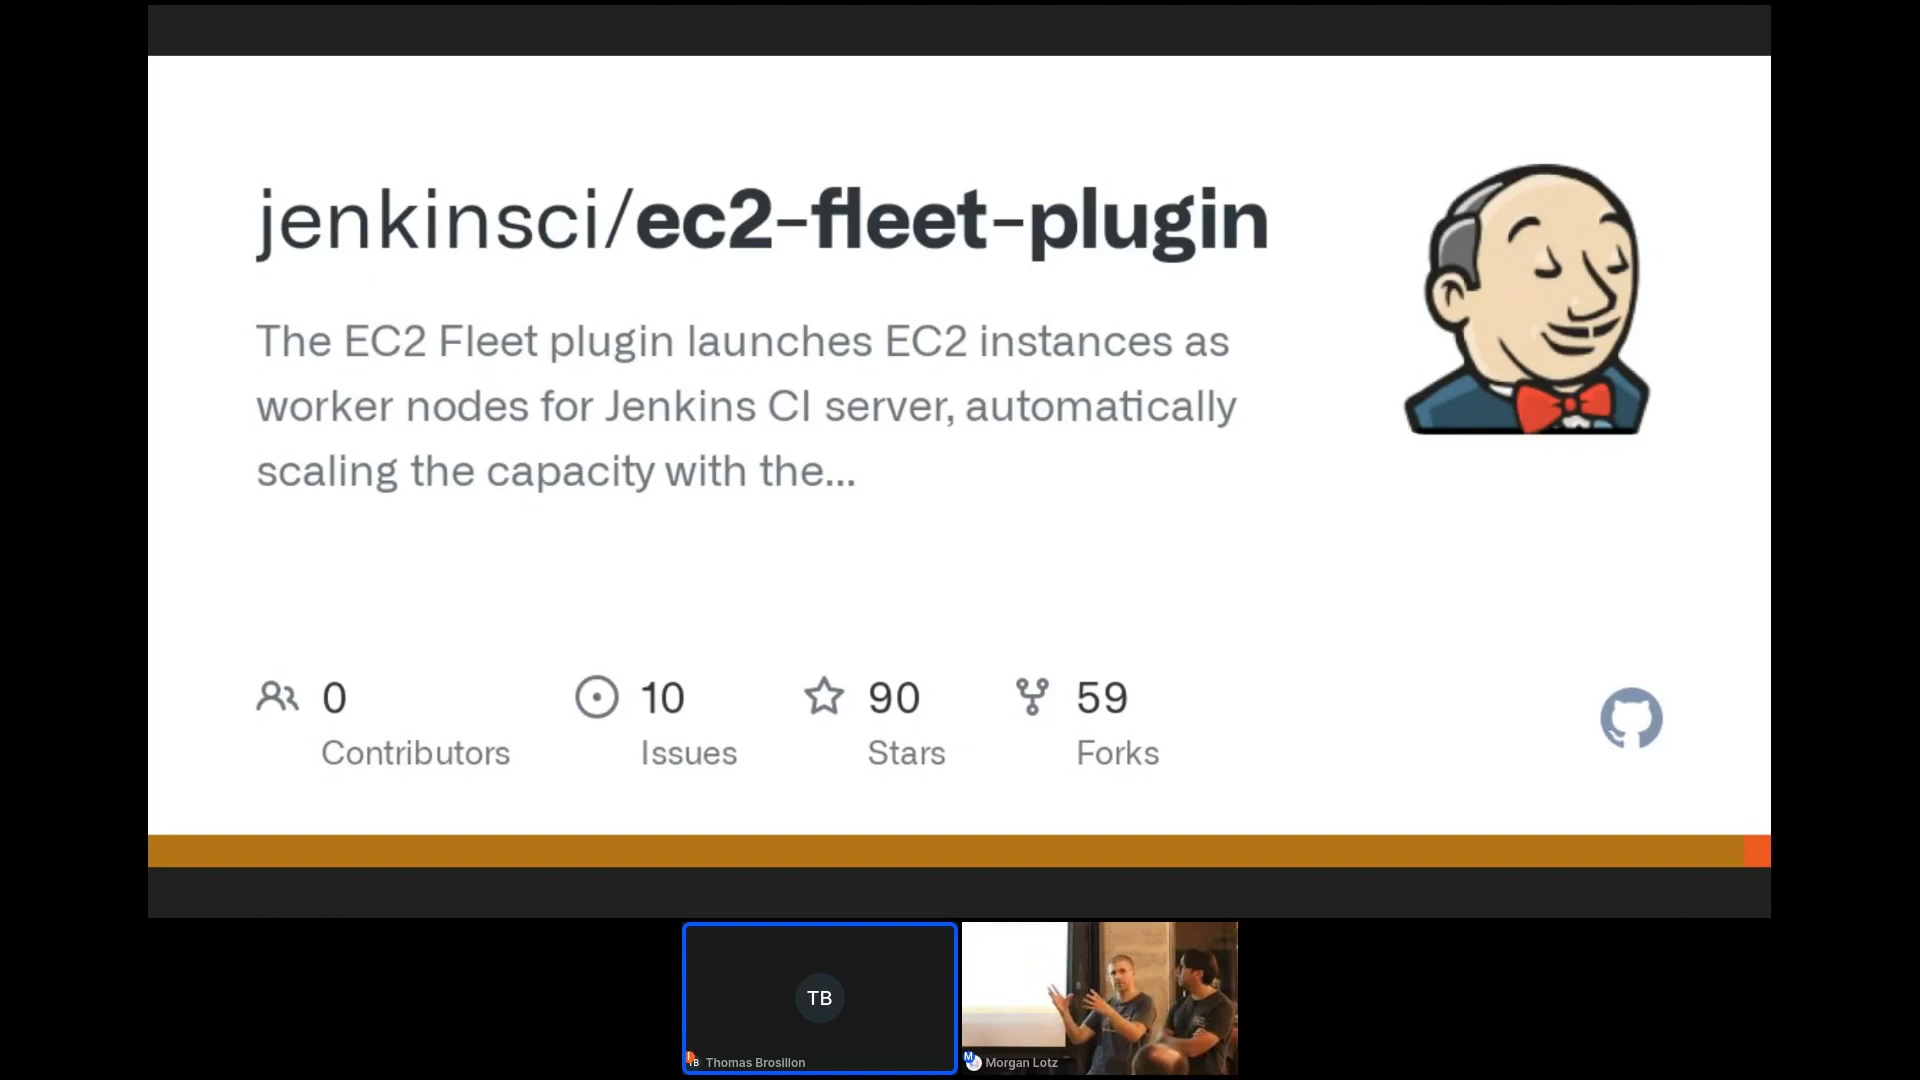 jenkinsci/ec2-fleet-plugin
The EC2 Fleet plugin launches EC2 instances as
worker nodes for Jenkins CI server, automatically
scaling the capacity with the...
0
Contributors
10
Issues
90
Stars
59
Forks
TB
TB Thomas Brosillon
M Morgan Lotz